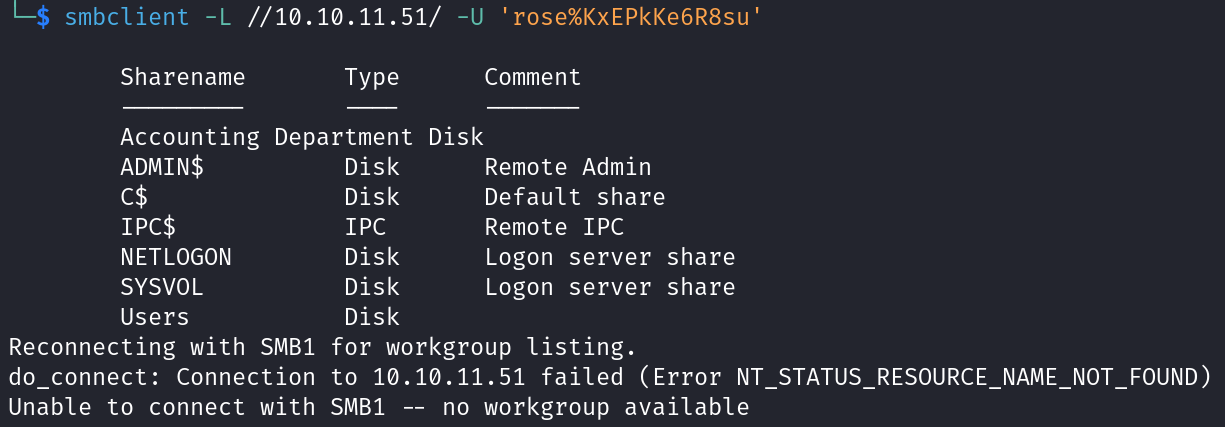 └─$ smbclient -L //10.10.11.51/ -U 'rose%KxEPkKe6R8su'
Sharename Type Comment
--------- ---- -------
Accounting Department Disk
ADMIN$ Disk Remote Admin
C$ Disk Default share
IPC$ IPC Remote IPC
NETLOGON Disk Logon server share
SYSVOL Disk Logon server share
Users Disk
Reconnecting with SMB1 for workgroup listing.
do_connect: Connection to 10.10.11.51 failed (Error NT_STATUS_RESOURCE_NAME_NOT_FOUND)
Unable to connect with SMB1 -- no workgroup available